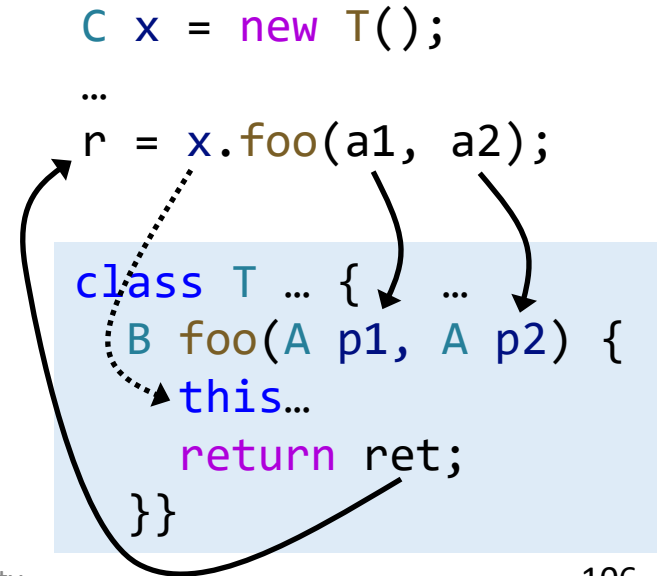 C x = new T();
…
r = x.foo(a1, a2);
class T … { …
B foo(A p1, A p2) {
this…
return ret;
}}